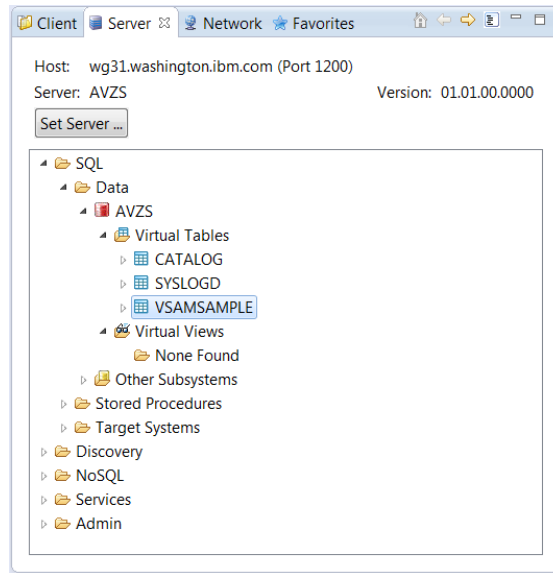 Client Server Network Favorites
Host: wg31.washington.ibm.com (Port 1200)
Server: AVZS Version: 01.01.00.0000
Set Server ...
SQL
Data
AVZS
Virtual Tables
CATALOG
SYSLOGD
VSAMSAMPLE
Virtual Views
None Found
Other Subsystems
Stored Procedures
Target Systems
Discovery
NoSQL
Services
Admin